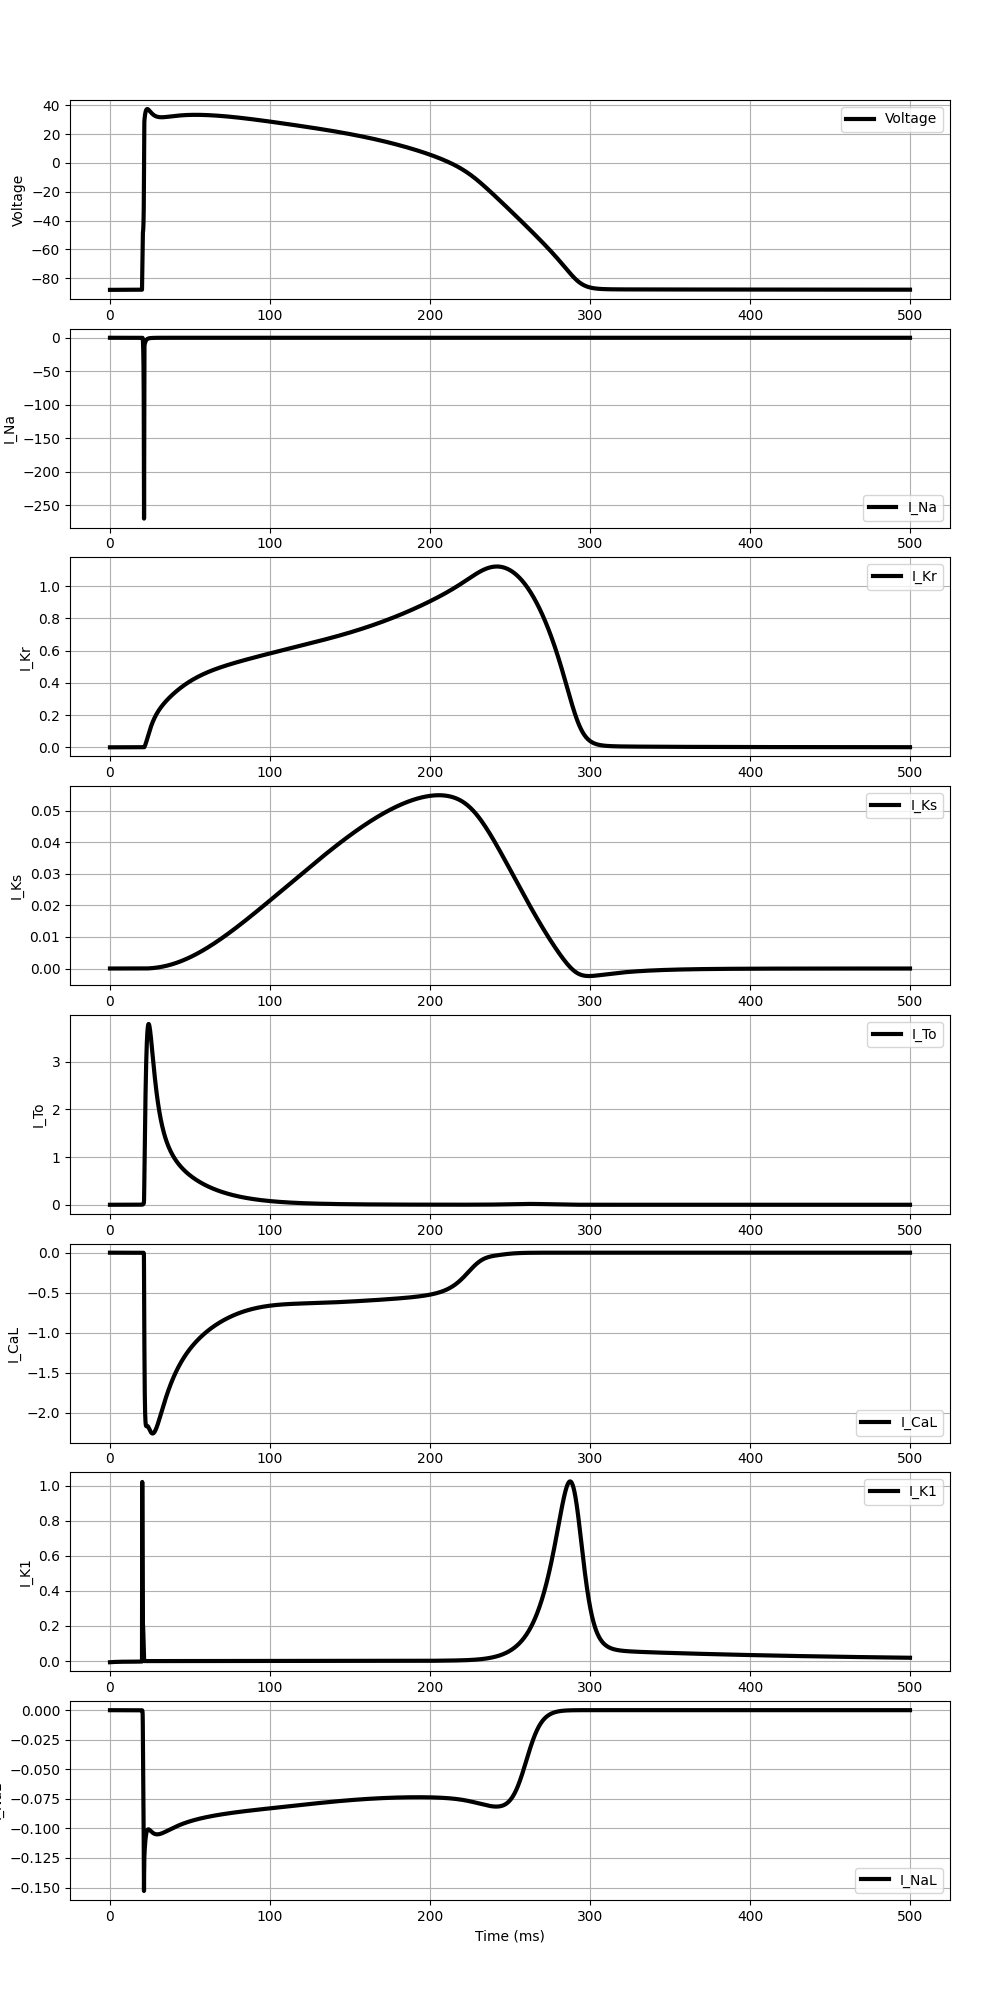 40
20
0
−20
−40
−60
−80
Voltage
Voltage
0 100 200 300 400 500
0
−50
−100
−150
−200
−250
I_Na
I_Na
0 100 200 300 400 500
1.0
0.8
0.6
0.4
0.2
0.0
I_Kr
I_Kr
0 100 200 300 400 500
0.05
0.04
0.03
0.02
0.01
0.00
I_Ks
I_Ks
0 100 200 300 400 500
3
2
1
0
I_To
I_To
0 100 200 300 400 500
0.0
−0.5
−1.0
−1.5
−2.0
I_CaL
I_CaL
0 100 200 300 400 500
1.0
0.8
0.6
0.4
0.2
0.0
I_K1
I_K1
0 100 200 300 400 500
0.000
−0.025
−0.050
−0.075
−0.100
−0.125
−0.150
I_NaL
0 100 200 300 400 500
Time (ms)